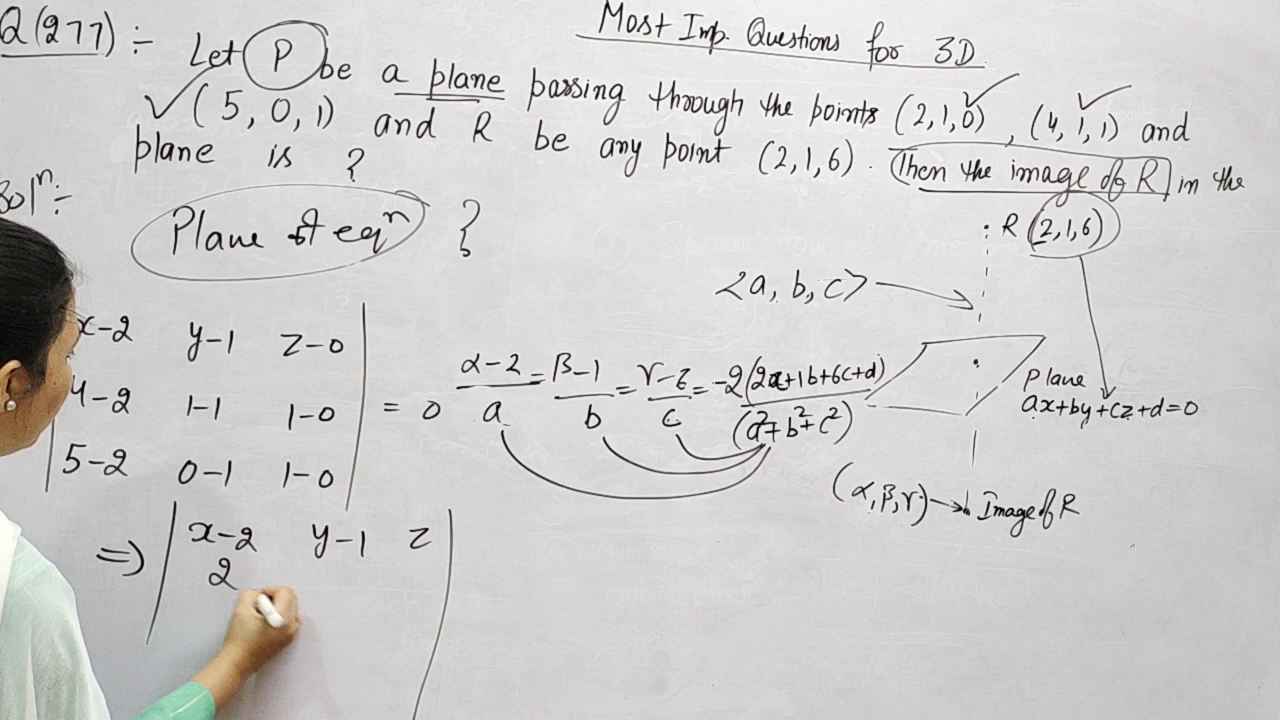 Most Imp. Questions for 3D
Q(277) :- Let P be a plane passing through the points (2,1,0), (4,1,1) and
(5,0,1) and R be any point (2,1,6). Then the image of R in the
plane is ?
Solⁿ:-
Plane of eqⁿ }
R (2,1,6)
<a, b, c>
x-2 y-1 z-0
4-2 1-1 1-0 = 0
5-2 0-1 1-0
α-2/a = β-1/b = γ-6/c = -2(2a+1b+6c+d)/(a²+b²+c²)
Plane
ax+by+cz+d=0
(α,β,γ)→ Image of R
=> x-2 y-1 z
2